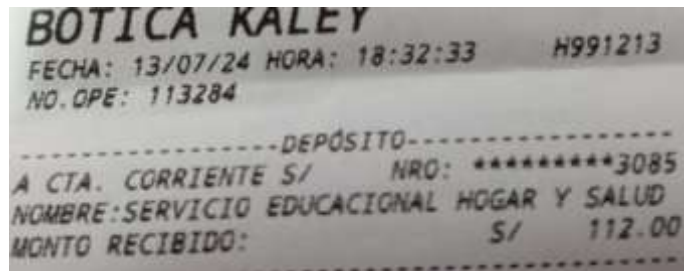 BOTICA KALEY
FECHA: 13/07/24 HORA: 18:32:33 H991213
NO.OPE: 113284
-----------------DEPÓSITO-----------------
A CTA. CORRIENTE S/ NRO: *********3085
NOMBRE:SERVICIO EDUCACIONAL HOGAR Y SALUD
MONTO RECIBIDO: S/ 112.00